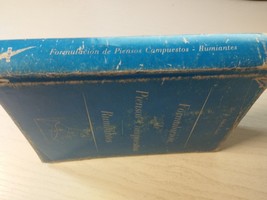 Formulación de Piensos Compuestos - Rumiantes
Formulación
Piensos Compuestos
Rumiantes